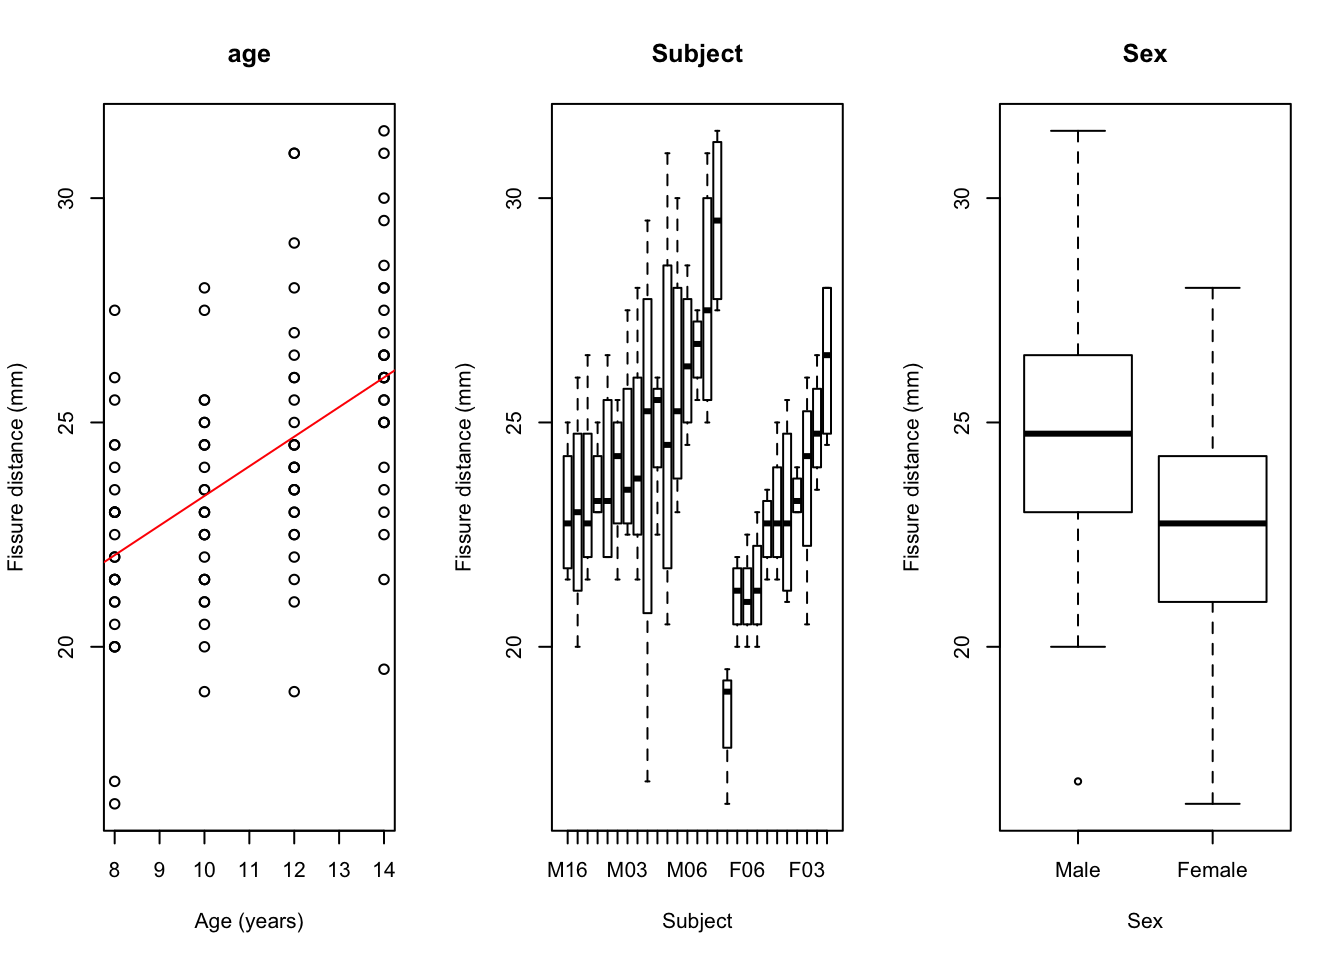 age
Fissure distance (mm)
30
25
20
8 9 10 11 12 13 14
Age (years)
Subject
Fissure distance (mm)
30
25
20
M16 M03 M06 F06 F03
Subject
Sex
Fissure distance (mm)
30
25
20
Male Female
Sex